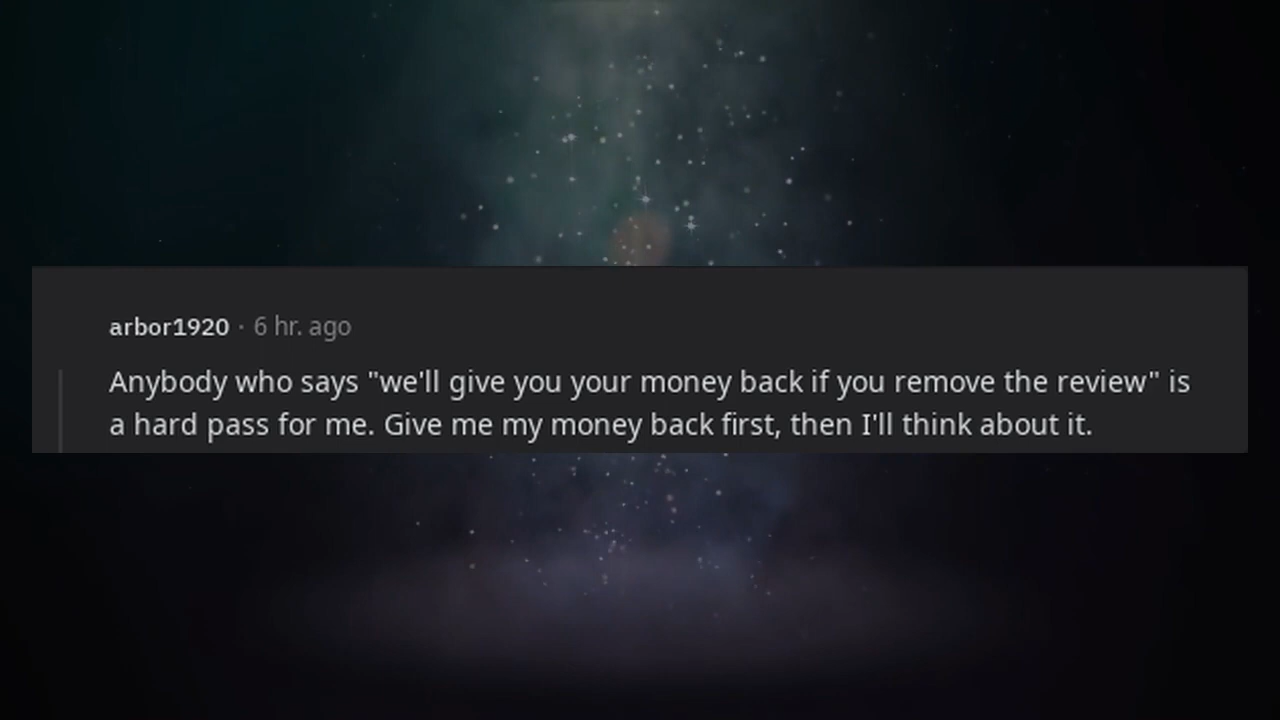 arbor1920 · 6 hr. ago
Anybody who says "we'll give you your money back if you remove the review" is
a hard pass for me. Give me my money back first, then I'll think about it.